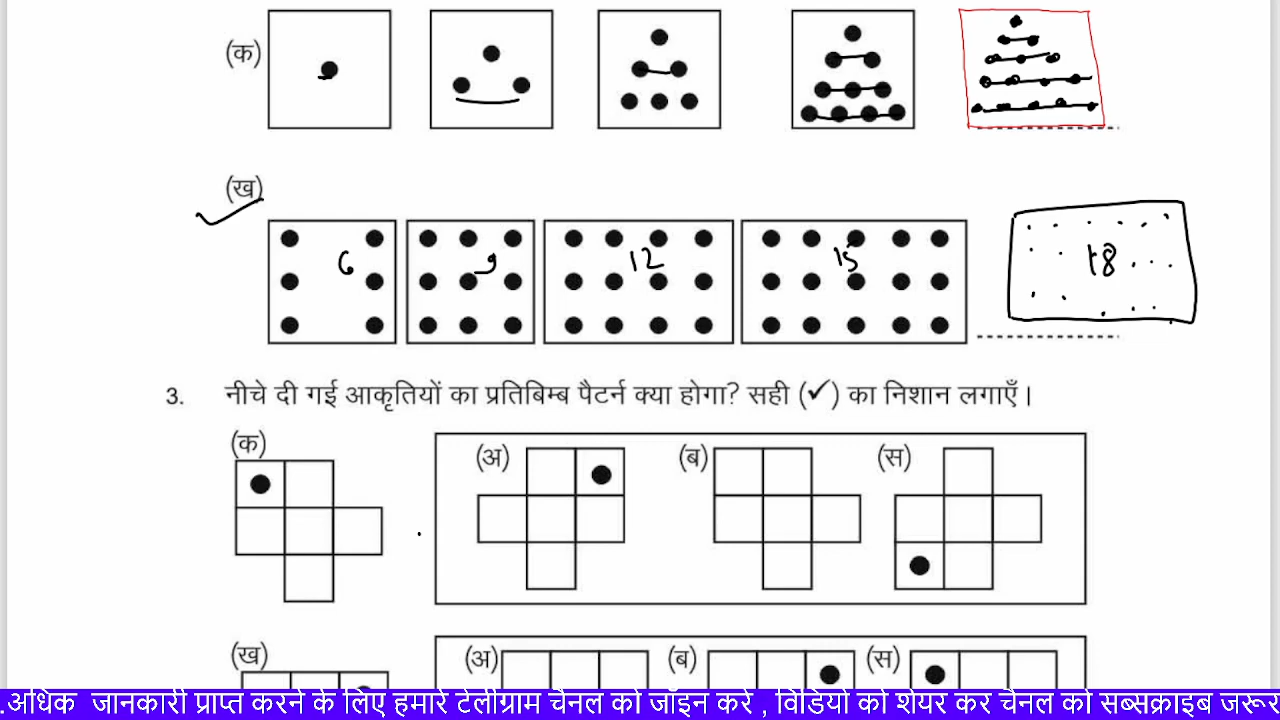 (क)
(ख)
6 9 12 15 18
3. नीचे दी गई आकृतियों का प्रतिबिम्ब पैटर्न क्या होगा? सही (✓) का निशान लगाएँ।
(क) (अ) (ब) (स)
(ख) (अ) (ब) (स)
.अधिक जानकारी प्राप्त करने के लिए हमारे टेलीग्राम चैनल को जॉइन करें , विडियो को शेयर कर चैनल को सब्सक्राइब जरूर